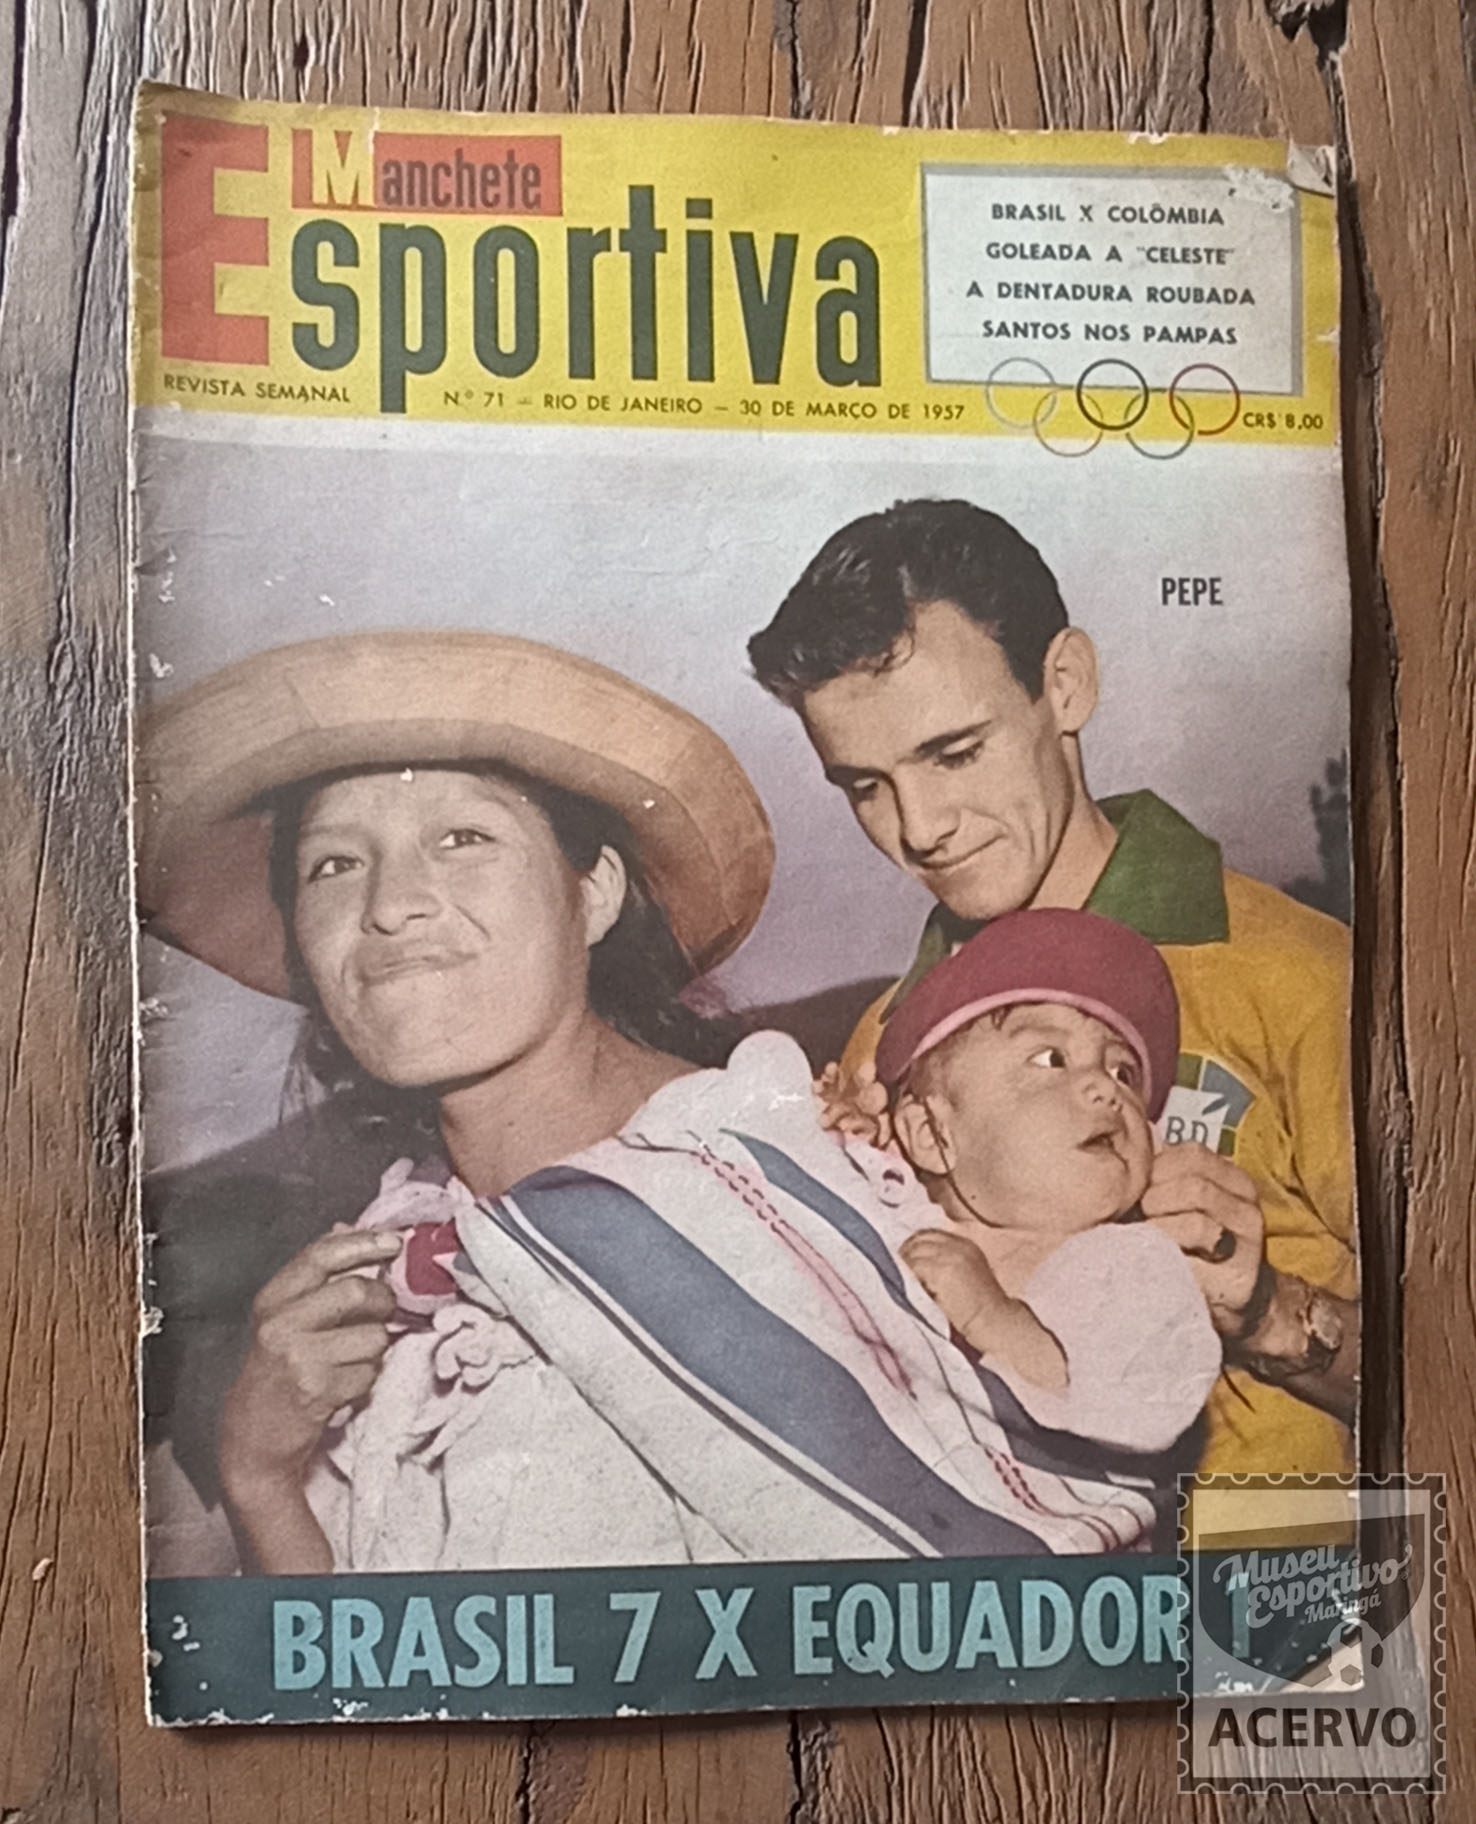 Manchete
Esportiva
BRASIL X COLÔMBIA
GOLEADA A "CELESTE"
A DENTADURA ROUBADA
SANTOS NOS PAMPAS
REVISTA SEMANAL
Nº 71 — RIO DE JANEIRO — 30 DE MARÇO DE 1957
CR$ 8,00
PEPE
BD
BRASIL 7 X EQUADOR 1
Museu
Esportivo
Maringá
ACERVO